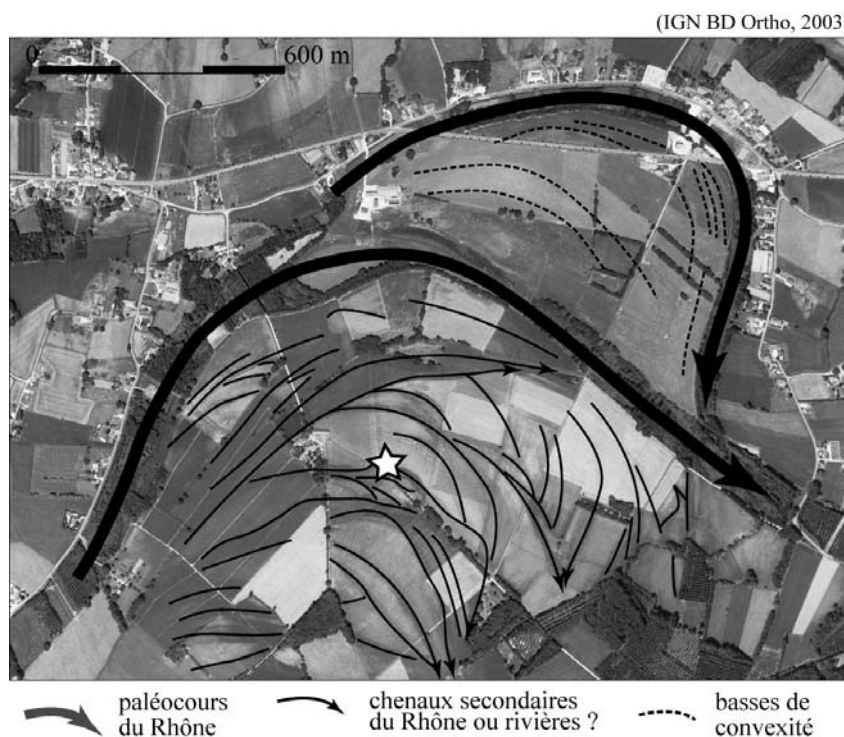 (IGN BD Ortho, 2003
0 600 m
paléocours
du Rhône
chenaux secondaires
du Rhône ou rivières ?
basses de
convexité